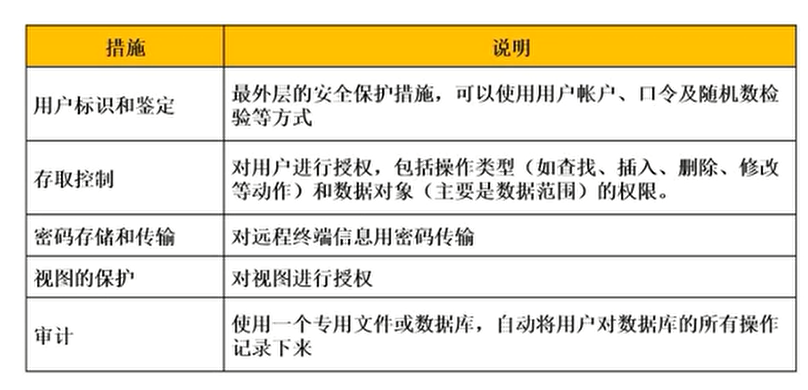 措施
说明
用户标识和鉴定
最外层的安全保护措施，可以使用用户帐户、口令及随机数检
验等方式
存取控制
对用户进行授权，包括操作类型（如查找、插入、删除、修改
等动作）和数据对象（主要是数据范围）的权限。
密码存储和传输
对远程终端信息用密码传输
视图的保护
对视图进行授权
审计
使用一个专用文件或数据库，自动将用户对数据库的所有操作
记录下来